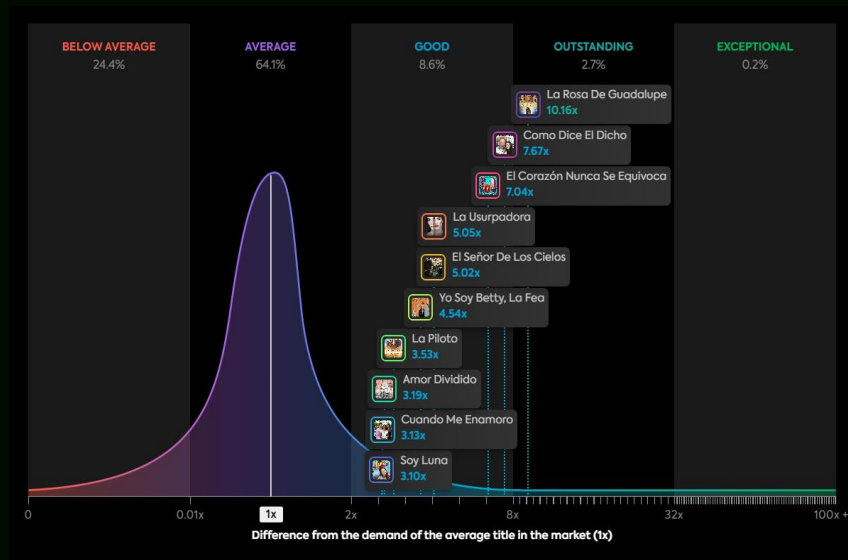 BELOW AVERAGE
24.4%
AVERAGE
64.1%
GOOD
8.6%
OUTSTANDING
2.7%
EXCEPTIONAL
0.2%
La Rosa De Guadalupe
10.16x
Como Dice El Dicho
7.67x
El Corazón Nunca Se Equivoca
7.04x
La Usurpadora
5.05x
El Señor De Los Cielos
5.02x
Yo Soy Betty, La Fea
4.54x
La Piloto
3.53x
Amor Dividido
3.19x
Cuando Me Enamoro
3.13x
Soy Luna
3.10x
0 0.01x 1x 2x 8x 32x 100x +
Difference from the demand of the average title in the market (1x)